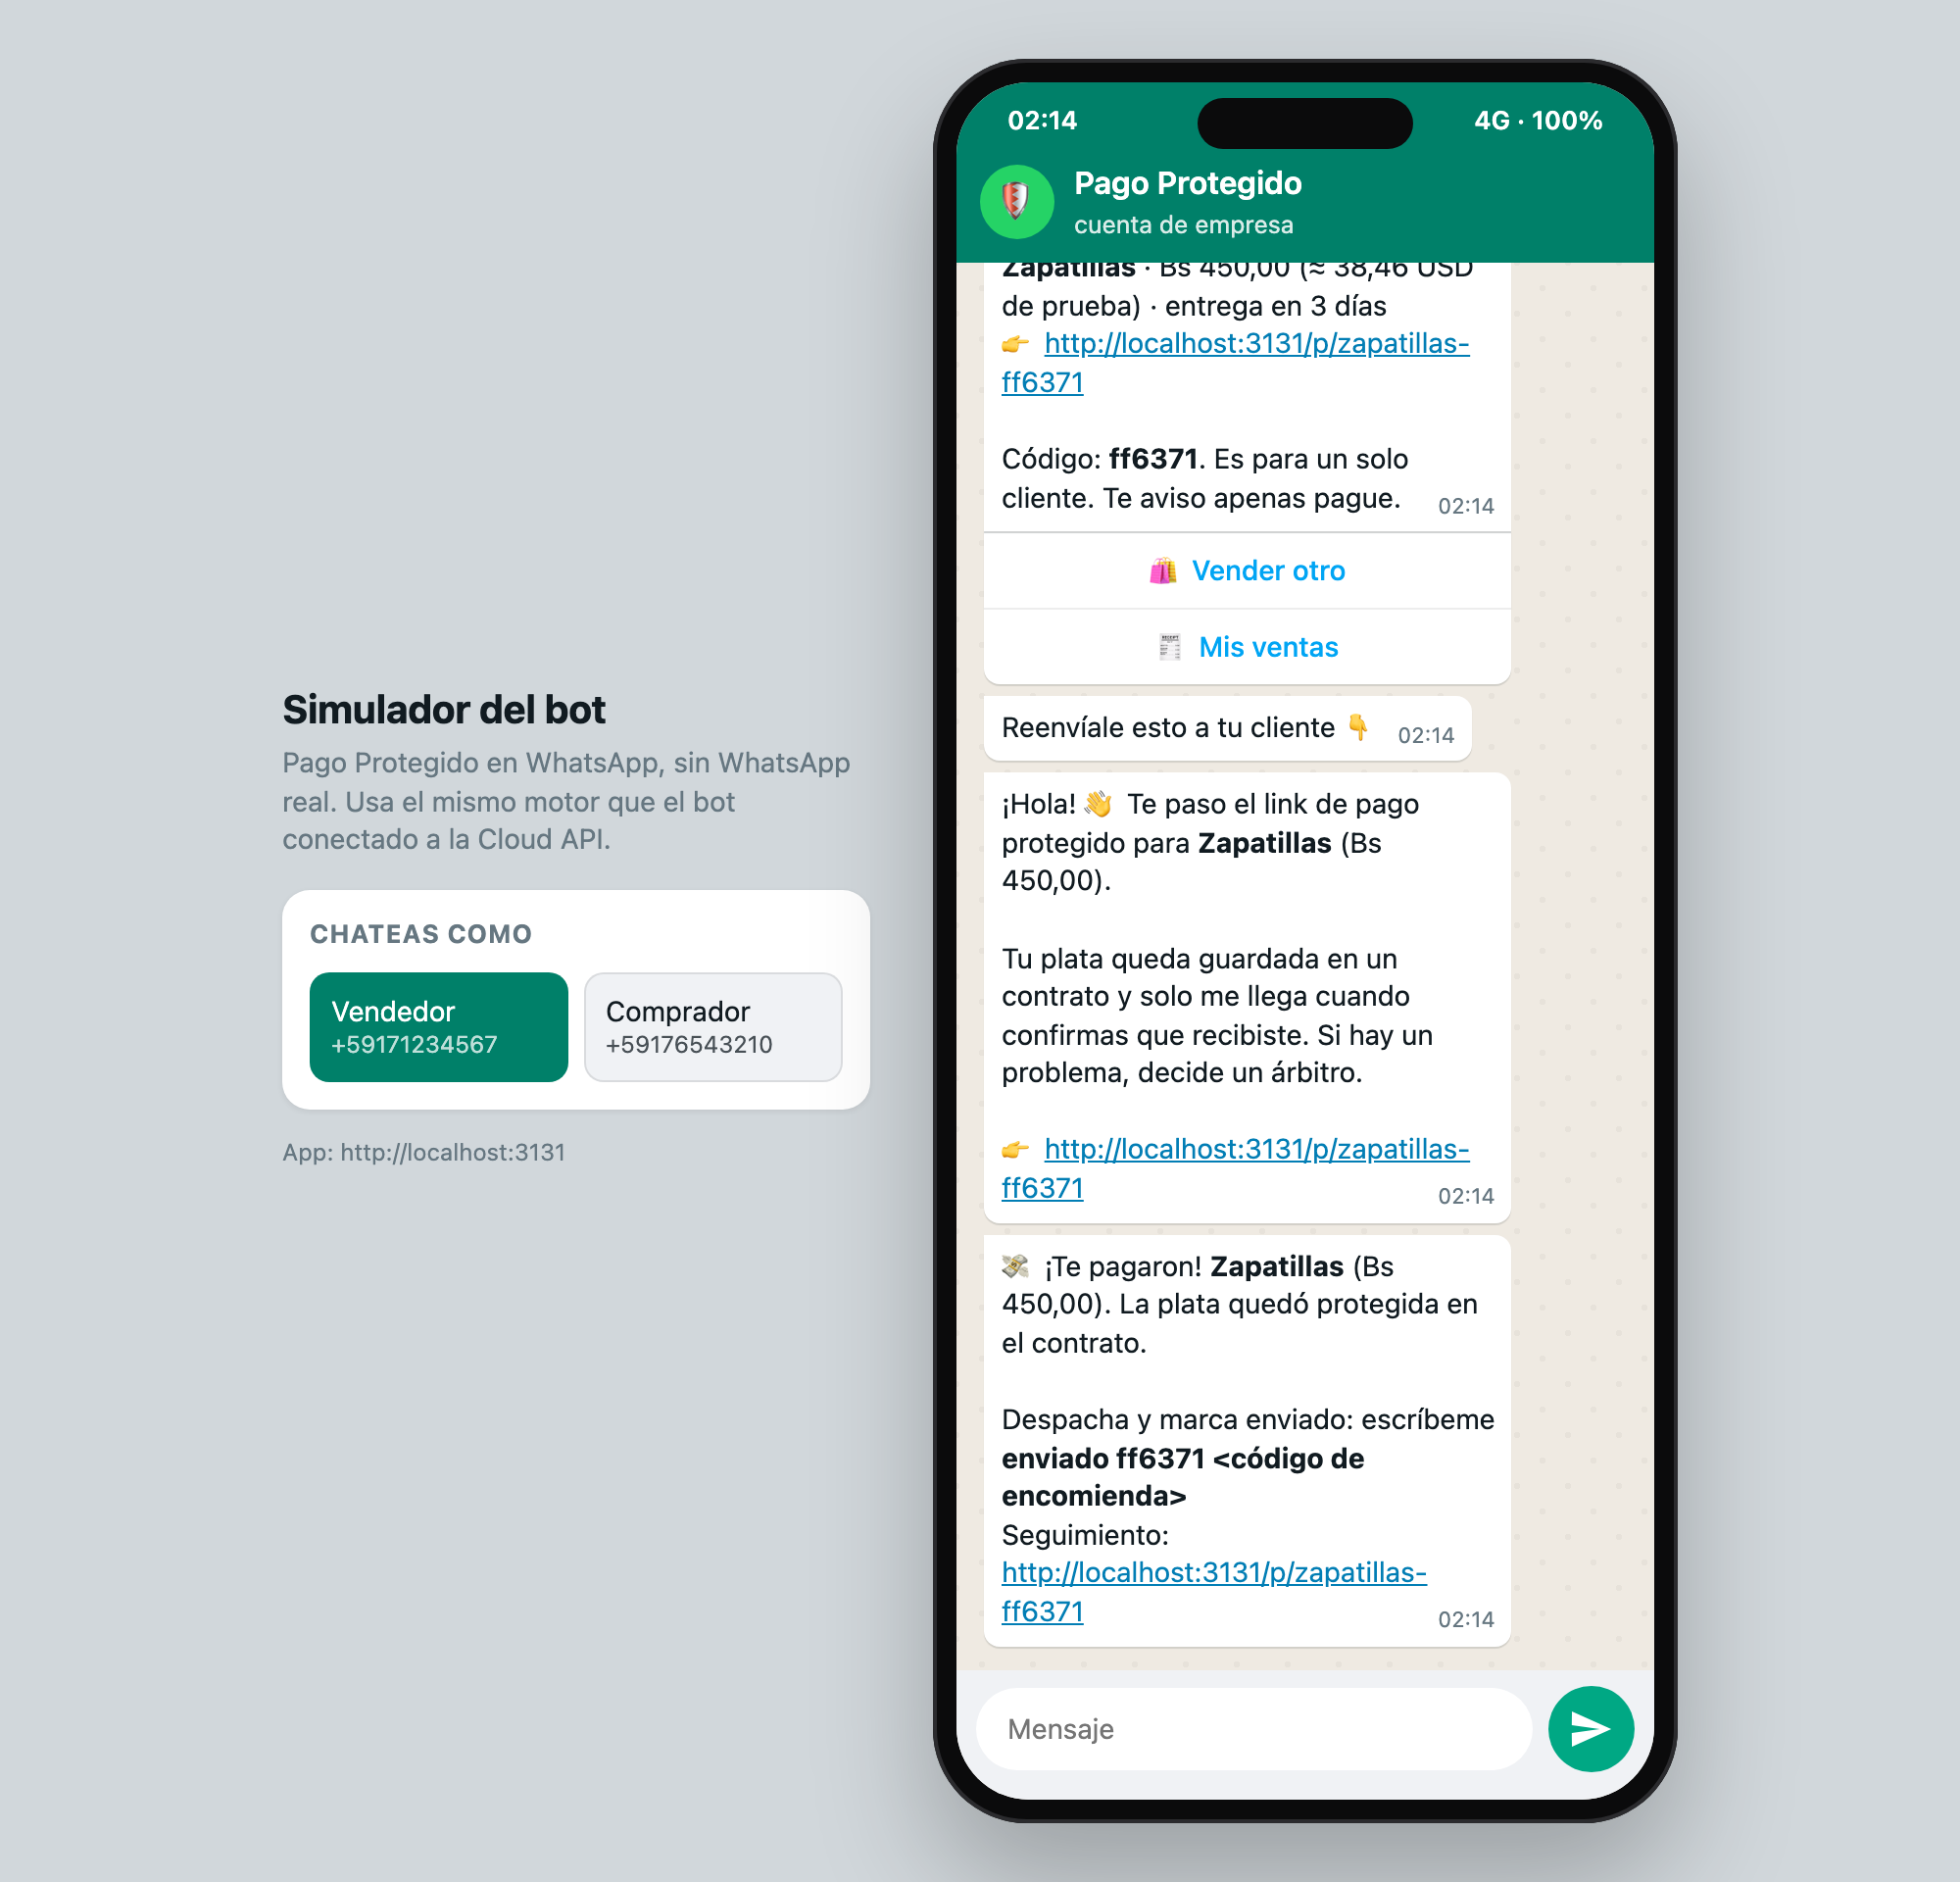 Simulador del bot
Pago Protegido en WhatsApp, sin WhatsApp
real. Usa el mismo motor que el bot
conectado a la Cloud API.
CHATEAS COMO
Vendedor
+59171234567
Comprador
+59176543210
App: http://localhost:3131
02:14
4G · 100%
Pago Protegido
cuenta de empresa
Zapatillas · Bs 450,00 (≈ 38,46 USD
de prueba) · entrega en 3 días
👉 http://localhost:3131/p/zapatillas-
ff6371
Código: ff6371. Es para un solo
cliente. Te aviso apenas pague. 02:14
🛍️ Vender otro
🧾 Mis ventas
Reenvíale esto a tu cliente 👇 02:14
¡Hola! 👋 Te paso el link de pago
protegido para Zapatillas (Bs
450,00).
Tu plata queda guardada en un
contrato y solo me llega cuando
confirmas que recibiste. Si hay un
problema, decide un árbitro.
👉 http://localhost:3131/p/zapatillas-
ff6371 02:14
💸 ¡Te pagaron! Zapatillas (Bs
450,00). La plata quedó protegida en
el contrato.
Despacha y marca enviado: escríbeme
enviado ff6371 <código de
encomienda>
Seguimiento:
http://localhost:3131/p/zapatillas-
ff6371 02:14
Mensaje